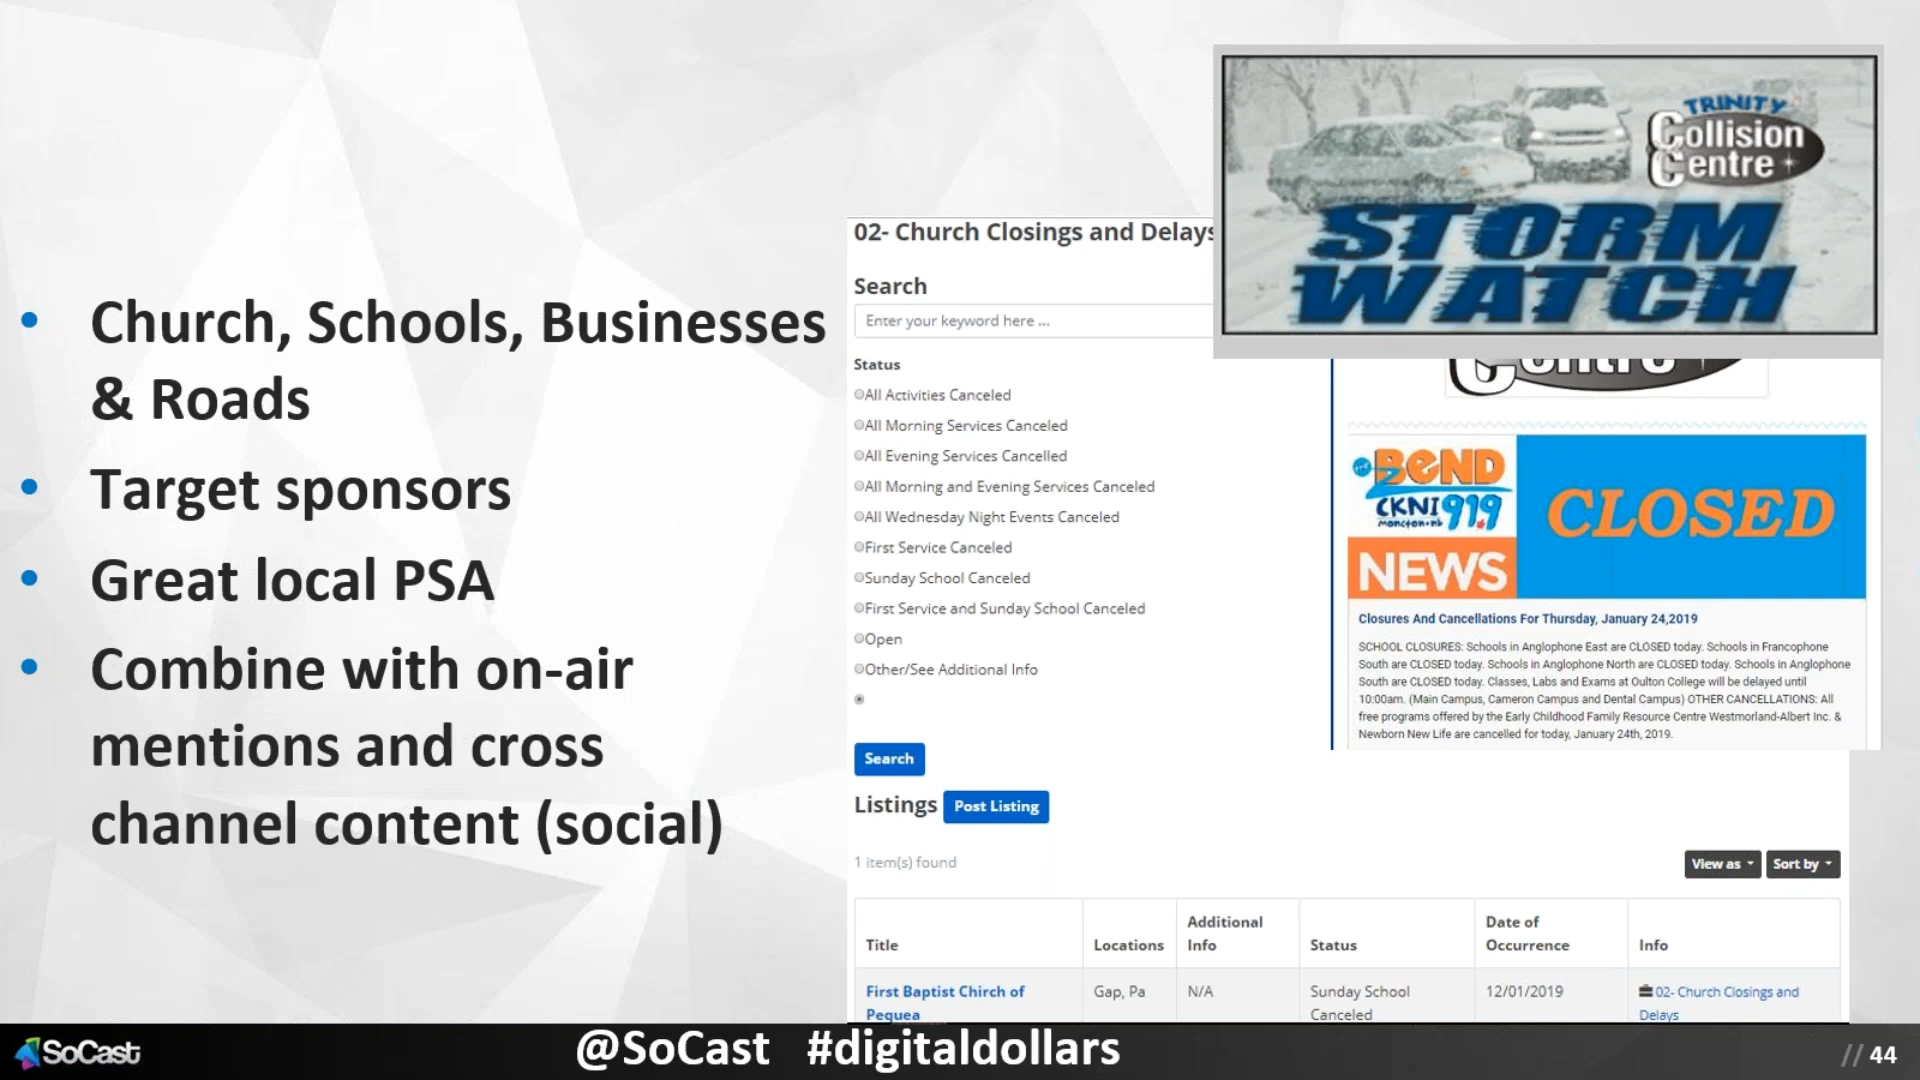 • Church, Schools, Businesses
& Roads
• Target sponsors
• Great local PSA
• Combine with on-air
mentions and cross
channel content (social)
02- Church Closings and Delays
Search
Enter your keyword here ...
Status
All Activities Canceled
All Morning Services Canceled
All Evening Services Cancelled
All Morning and Evening Services Canceled
All Wednesday Night Events Canceled
First Service Canceled
Sunday School Canceled
First Service and Sunday School Canceled
Open
Other/See Additional Info
Search
Listings Post Listing
1 item(s) found
View as Sort by
Title Locations Additional Info Status Date of Occurrence Info
First Baptist Chirch of Pequea Gap, Pa N/A Sunday School Canceled 12/01/2019 02- Church Closings and Delays
TRINITY
Collision
Centre
STORM
WATCH
Centre
the BEND
CKNI 91.9
moncton•nb
NEWS
CLOSED
Closures And Cancellations For Thursday, January 24,2019
SCHOOL CLOSURES: Schools in Anglophone East are CLOSED today. Schools in Francophone
South are CLOSED today. Schools in Anglophone North are CLOSED today. Schools in Anglophone
South are CLOSED today. Classes, Labs and Exams at Oulton College will be delayed until
10:00am. (Main Campus, Cameron Campus and Dental Campus) OTHER CANCELLATIONS: All
free programs offered by the Early Childhood Family Resource Centre Westmorland-Albert Inc. &
Newborn New Life are cancelled for today, January 24th, 2019.
SoCast
@SoCast #digitaldollars
// 44